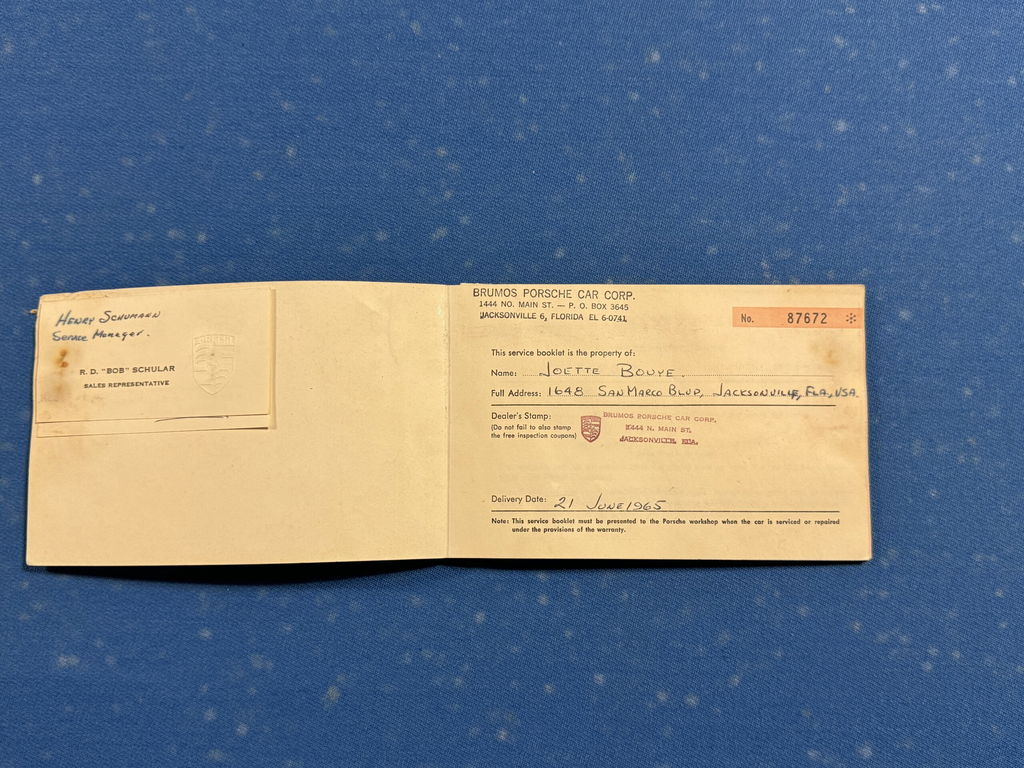 HENRY SCHUMANN
Service Manager.
PORSCHE
R. D. "BOB" SCHULAR
SALES REPRESENTATIVE
BRUMOS PORSCHE CAR CORP.
1444 NO. MAIN ST. — P. O. BOX 3645
JACKSONVILLE 6, FLORIDA EL 6-0741
No. 87672 *
This service booklet is the property of:
Name: JOETTE BOUYE.
Full Address: 1648 SAN MARCO BLVD, JACKSONVILLE, FLA, USA.
Dealer's Stamp:
(Do not fail to also stamp
the free inspection coupons)
BRUMOS PORSCHE CAR CORP.
1444 N. MAIN ST.
JACKSONVILLE, FLA.
Delivery Date: 21 JUNE 1965
Note: This service booklet must be presented to the Porsche workshop when the car is serviced or repaired
under the provisions of the warranty.